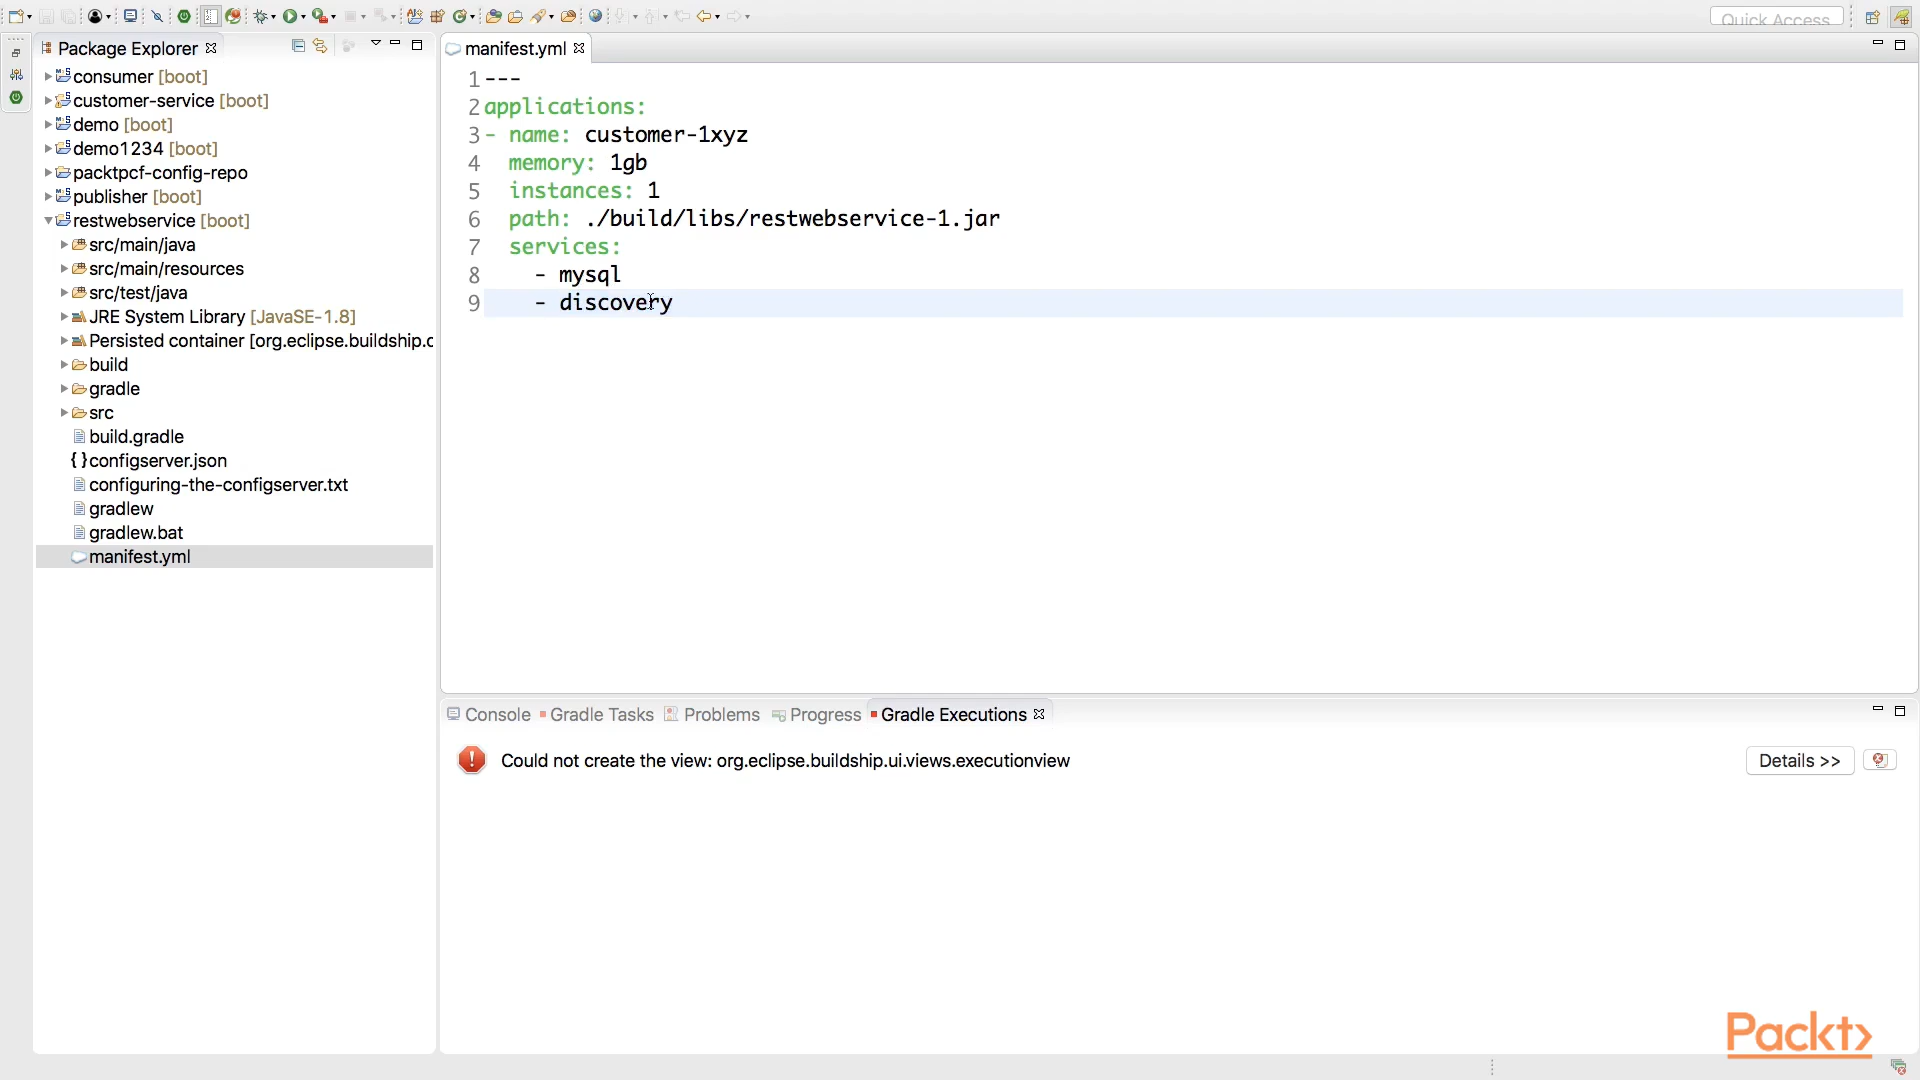 Quick Access
Package Explorer
consumer [boot]
customer-service [boot]
demo [boot]
demo1234 [boot]
packtpcf-config-repo
publisher [boot]
restwebservice [boot]
src/main/java
src/main/resources
src/test/java
JRE System Library [JavaSE-1.8]
Persisted container [org.eclipse.buildship.c
build
gradle
src
build.gradle
{ } configserver.json
configuring-the-configserver.txt
gradlew
gradlew.bat
manifest.yml
manifest.yml
1 ---
2 applications:
3 - name: customer-1xyz
4 memory: 1gb
5 instances: 1
6 path: ./build/libs/restwebservice-1.jar
7 services:
8 - mysql
9 - discovery
Console Gradle Tasks Problems Progress Gradle Executions
Could not create the view: org.eclipse.buildship.ui.views.executionview
Details >>
Packt>